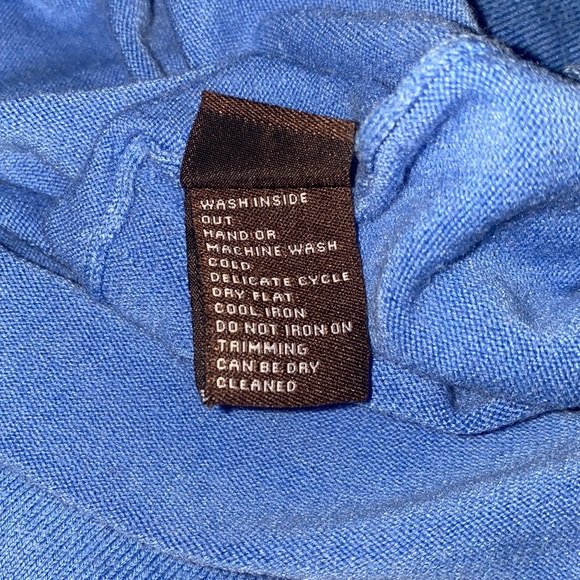 WASH INSIDE
OUT
HAND OR
MACHINE WASH
COLD
DELICATE CYCLE
DRY FLAT
COOL IRON
DO NOT IRON ON
TRIMMING
CAN BE DRY
CLEANED